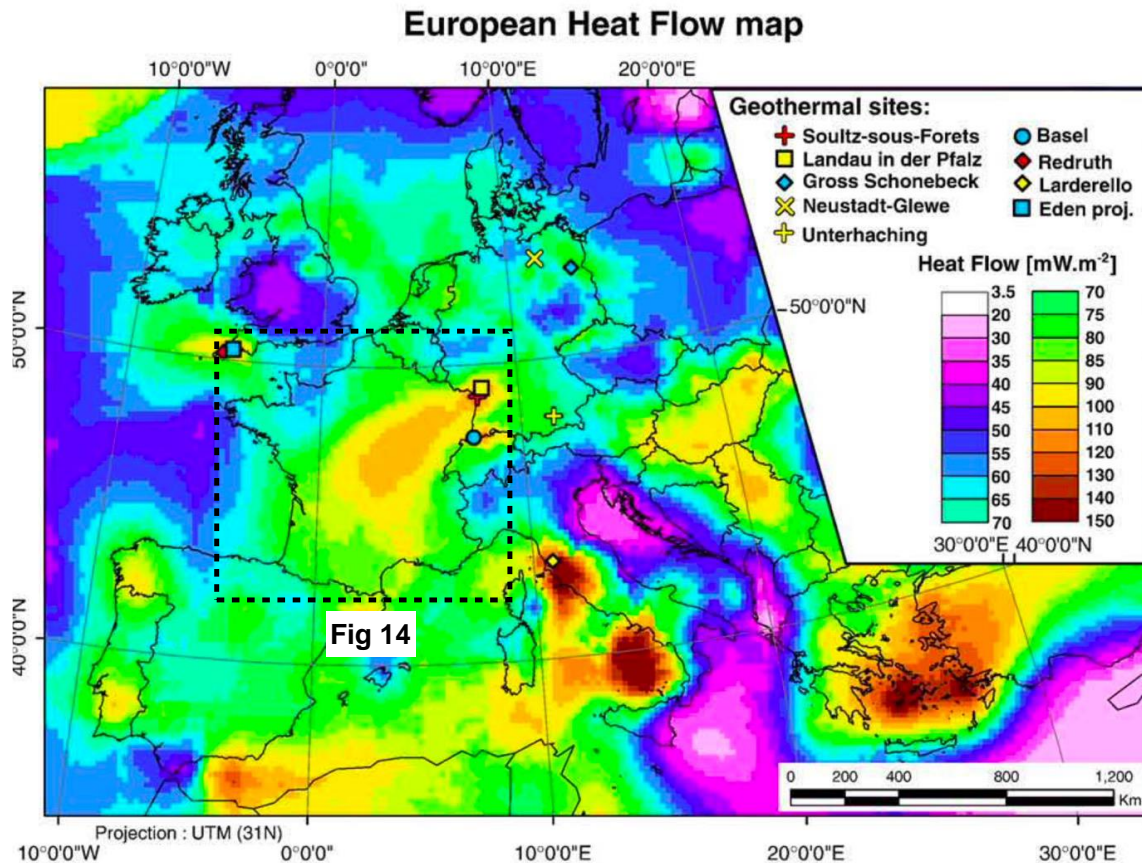 European Heat Flow map
10°0'0"W 0°0'0" 10°0'0"E 20°0'0"E
Geothermal sites:
Soultz-sous-Forets
Landau in der Pfalz
Gross Schonebeck
Neustadt-Glewe
Unterhaching
Basel
Redruth
Larderello
Eden proj.
Heat Flow [mW.m-2]
3.5
20
30
35
40
45
50
55
60
65
70
70
75
80
85
90
100
110
130
140
150
50°0'0"N
50°0'0"N
30°0'0"E 40°0'0"N
Fig 14
40°0'0"N
0 200 400 800 1,200
Km
Projection : UTM (31N)
10°0'0"W 0°0'0" 10°0'0"E 20°0'0"E 30°0'0"E